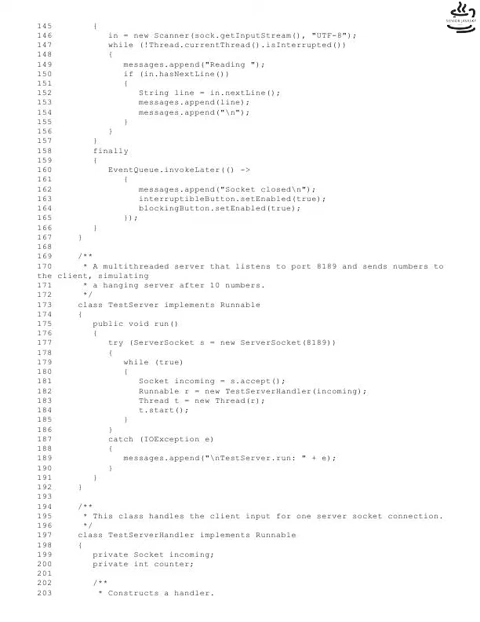 145      {
146         in = new Scanner(sock.getInputStream(), "UTF-8");
147         while (!Thread.currentThread().isInterrupted())
148         {
149            messages.append("Reading ");
150            if (in.hasNextLine())
151            {
152               String line = in.nextLine();
153               messages.append(line);
154               messages.append("\n");
155            }
156         }
157      }
158      finally
159      {
160         EventQueue.invokeLater(() ->
161            {
162               messages.append("Socket closed\n");
163               interruptibleButton.setEnabled(true);
164               blockingButton.setEnabled(true);
165            });
166      }
167   }
168
169   /**
170    * A multithreaded server that listens to port 8189 and sends numbers to
the client, simulating
171    * a hanging server after 10 numbers.
172    */
173   class TestServer implements Runnable
174   {
175      public void run()
176      {
177         try (ServerSocket s = new ServerSocket(8189))
178         {
179            while (true)
180            {
181               Socket incoming = s.accept();
182               Runnable r = new TestServerHandler(incoming);
183               Thread t = new Thread(r);
184               t.start();
185            }
186         }
187         catch (IOException e)
188         {
189            messages.append("\nTestServer.run: " + e);
190         }
191      }
192   }
193
194   /**
195    * This class handles the client input for one server socket connection.
196    */
197   class TestServerHandler implements Runnable
198   {
199      private Socket incoming;
200      private int counter;
201
202      /**
203       * Constructs a handler.